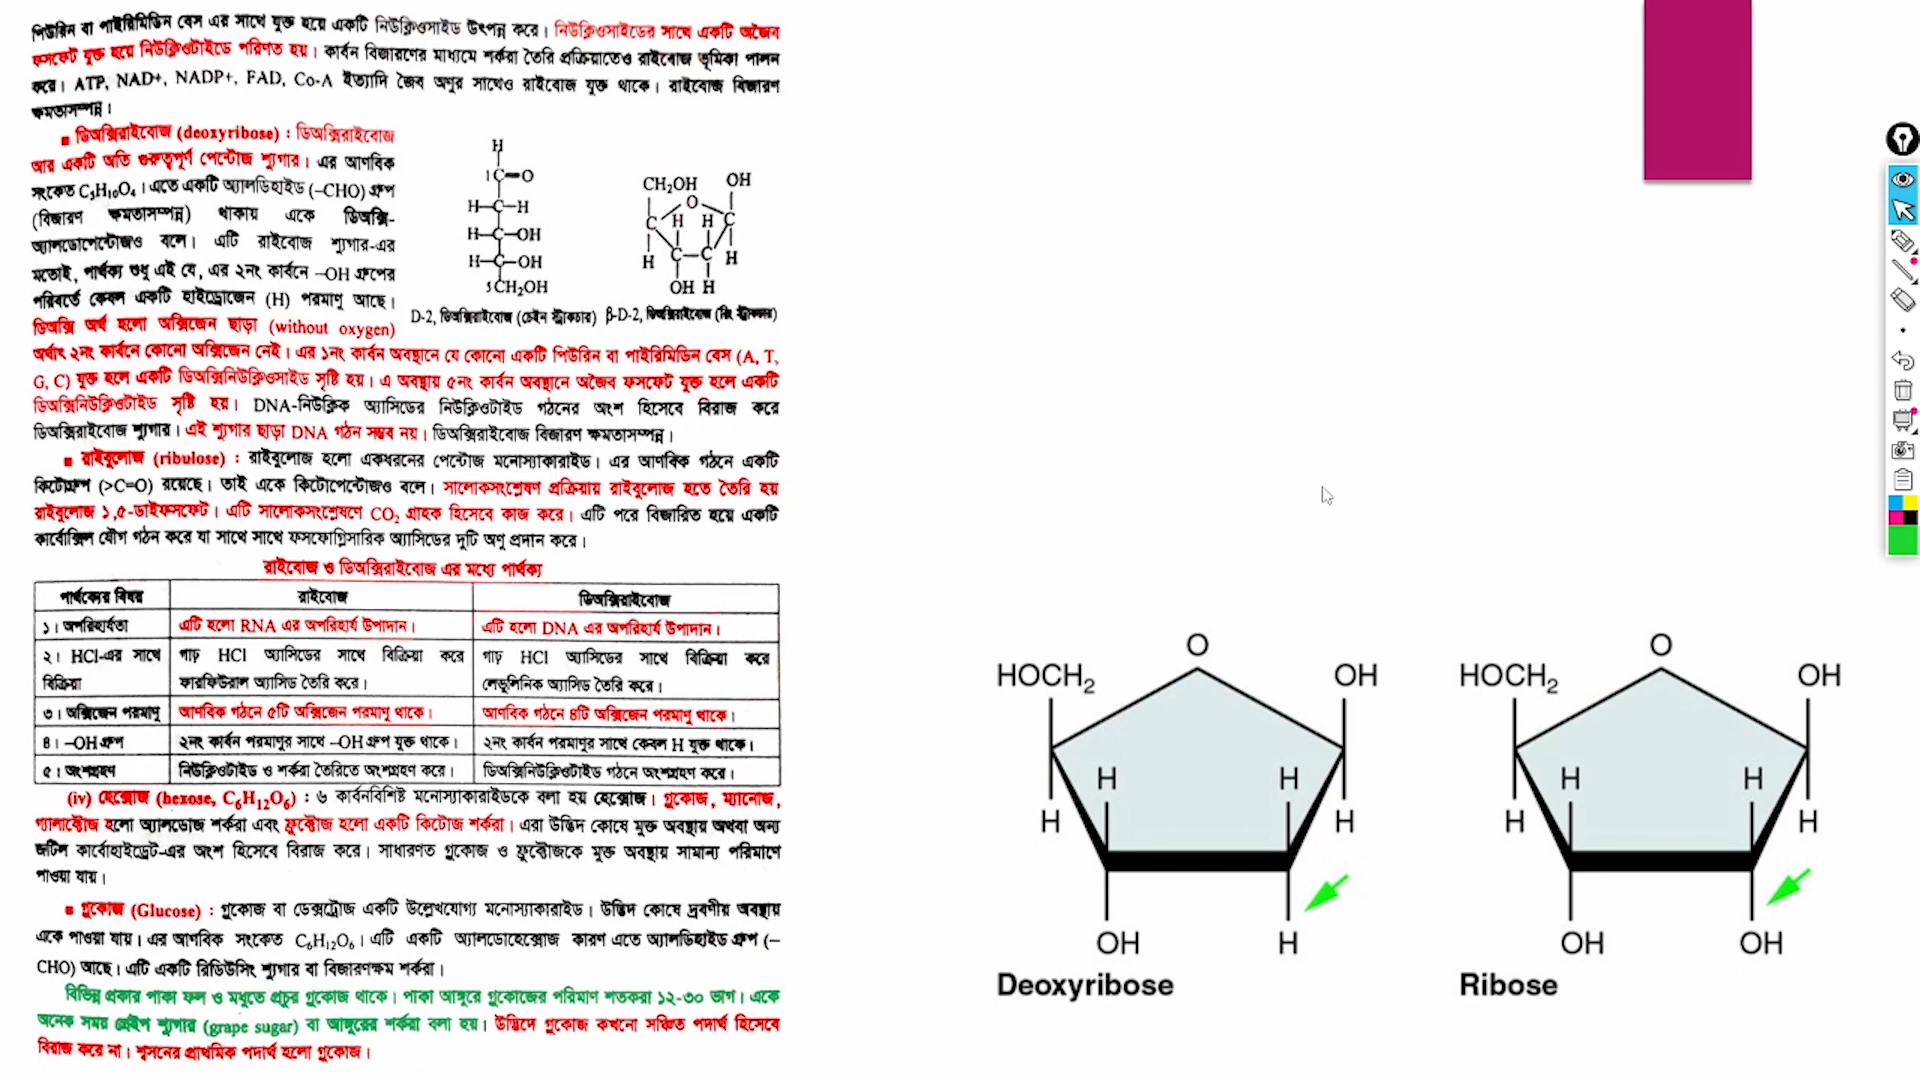 পিউরিন বা পাইরিমিডিন বেস এর সাথে যুক্ত হয়ে একটি নিউক্লিওসাইড উৎপন্ন করে। নিউক্লিওসাইডের সাথে একটি অজৈব
ফসফেট যুক্ত হয়ে নিউক্লিওটাইডে পরিণত হয়। কার্বন বিজারণের মাধ্যমে শর্করা তৈরি প্রক্রিয়াতেও রাইবোজ ভূমিকা পালন
করে। ATP, NAD+, NADP+, FAD, Co-A ইত্যাদি জৈব অণুর সাথেও রাইবোজ যুক্ত থাকে। রাইবোজ বিজারণ
ক্ষমতাসম্পন্ন।
■ ডিঅক্সিরাইবোজ (deoxyribose) : ডিঅক্সিরাইবোজ
আর একটি অতি গুরুত্বপূর্ণ পেন্টোজ শ্যুগার। এর আণবিক
সংকেত C₅H₁₀O₄। এতে একটি অ্যালডিহাইড (–CHO) গ্রুপ
(বিজারণ ক্ষমতাসম্পন্ন) থাকায় একে ডিঅক্সি-
অ্যালডোপেন্টোজও বলে। এটি রাইবোজ শ্যুগার-এর
মতোই, পার্থক্য শুধু এই যে, এর ২নং কার্বনে –OH গ্রুপের
পরিবর্তে কেবল একটি হাইড্রোজেন (H) পরমাণু আছে।
ডিঅক্সি অর্থ হলো অক্সিজেন ছাড়া (without oxygen)
H
1C=O
H–C–H
H–C–OH
H–C–OH
5CH₂OH
D-2, ডিঅক্সিরাইবোজ (চেইন স্ট্রাকচার)
CH₂OH OH
O
C H H C
H C–C H
OH H
β-D-2, ডিঅক্সিরাইবোজ (রিং স্ট্রাকচার)
অর্থাৎ ২নং কার্বনে কোনো অক্সিজেন নেই। এর ১নং কার্বন অবস্থানে যে কোনো একটি পিউরিন বা পাইরিমিডিন বেস (A, T,
G, C) যুক্ত হলে একটি ডিঅক্সিনিউক্লিওসাইড সৃষ্টি হয়। এ অবস্থায় ৫নং কার্বন অবস্থানে অজৈব ফসফেট যুক্ত হলে একটি
ডিঅক্সিনিউক্লিওটাইড সৃষ্টি হয়। DNA-নিউক্লিক অ্যাসিডের নিউক্লিওটাইড গঠনের অংশ হিসেবে বিরাজ করে
ডিঅক্সিরাইবোজ শ্যুগার। এই শ্যুগার ছাড়া DNA গঠন সম্ভব নয়। ডিঅক্সিরাইবোজ বিজারণ ক্ষমতাসম্পন্ন।
■ রাইবুলোজ (ribulose) : রাইবুলোজ হলো একধরনের পেন্টোজ মনোস্যাকারাইড। এর আণবিক গঠনে একটি
কিটোগ্রুপ (>C=O) রয়েছে। তাই একে কিটোপেন্টোজও বলে। সালোকসংশ্লেষণ প্রক্রিয়ায় রাইবুলোজ হতে তৈরি হয়
রাইবুলোজ ১,৫-ডাইফসফেট। এটি সালোকসংশ্লেষণে CO₂ গ্রাহক হিসেবে কাজ করে। এটি পরে বিজারিত হয়ে একটি
কার্বোক্সিল যৌগ গঠন করে যা সাথে সাথে ফসফোগ্লিসারিক অ্যাসিডের দুটি অণু প্রদান করে।
রাইবোজ ও ডিঅক্সিরাইবোজ এর মধ্যে পার্থক্য
পার্থক্যের বিষয় রাইবোজ ডিঅক্সিরাইবোজ
১। অপরিহার্যতা এটি হলো RNA এর অপরিহার্য উপাদান। এটি হলো DNA এর অপরিহার্য উপাদান।
২। HCl-এর সাথে গাঢ় HCl অ্যাসিডের সাথে বিক্রিয়া করে গাঢ় HCl অ্যাসিডের সাথে বিক্রিয়া করে
বিক্রিয়া ফারফিউরাল অ্যাসিড তৈরি করে। লেভুলিনিক অ্যাসিড তৈরি করে।
৩। অক্সিজেন পরমাণু আণবিক গঠনে ৫টি অক্সিজেন পরমাণু থাকে। আণবিক গঠনে ৪টি অক্সিজেন পরমাণু থাকে।
৪। –OH গ্রুপ ২নং কার্বন পরমাণুর সাথে –OH গ্রুপ যুক্ত থাকে। ২নং কার্বন পরমাণুর সাথে কেবল H যুক্ত থাকে।
৫। অংশগ্রহণ নিউক্লিওটাইড ও শর্করা তৈরিতে অংশগ্রহণ করে। ডিঅক্সিনিউক্লিওটাইড গঠনে অংশগ্রহণ করে।
(iv) হেক্সোজ (hexose, C₆H₁₂O₆) : ৬ কার্বনবিশিষ্ট মনোস্যাকারাইডকে বলা হয় হেক্সোজ। গ্লুকোজ, ম্যানোজ,
গ্যালাক্টোজ হলো অ্যালডোজ শর্করা এবং ফ্রুক্টোজ হলো একটি কিটোজ শর্করা। এরা উদ্ভিদ কোষে মুক্ত অবস্থায় অথবা অন্য
জটিল কার্বোহাইড্রেট-এর অংশ হিসেবে বিরাজ করে। সাধারণত গ্লুকোজ ও ফ্রুক্টোজকে মুক্ত অবস্থায় সামান্য পরিমাণে
পাওয়া যায়।
■ গ্লুকোজ (Glucose) : গ্লুকোজ বা ডেক্সট্রোজ একটি উল্লেখযোগ্য মনোস্যাকারাইড। উদ্ভিদ কোষে দ্রবণীয় অবস্থায়
একে পাওয়া যায়। এর আণবিক সংকেত C₆H₁₂O₆। এটি একটি অ্যালডোহেক্সোজ কারণ এতে অ্যালডিহাইড গ্রুপ (–
CHO) আছে। এটি একটি রিডিউসিং শ্যুগার বা বিজারণক্ষম শর্করা।
বিভিন্ন প্রকার পাকা ফল ও মধুতে প্রচুর গ্লুকোজ থাকে। পাকা আঙ্গুরে গ্লুকোজের পরিমাণ শতকরা ১২-৩০ ভাগ। একে
অনেক সময় গ্রেইপ শ্যুগার (grape sugar) বা আঙ্গুরের শর্করা বলা হয়। উদ্ভিদে গ্লুকোজ কখনো সঞ্চিত পদার্থ হিসেবে
বিরাজ করে না। শ্বসনের প্রাথমিক পদার্থ হলো গ্লুকোজ।
O
HOCH₂ OH
H H
H H
OH H
Deoxyribose
O
HOCH₂ OH
H H
H H
OH OH
Ribose